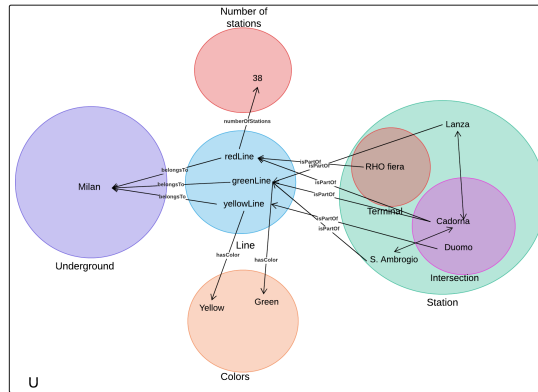 Number of
stations
38
numberOfStations
Lanza
redLine
isPartOf
isPartOf
RHO fiera
belongsTo
Milan
belongsTo
greenLine
isPartOf
isPartOf
belongsTo
yellowLine
Terminal
isPartOf
isPartOf
Cadorna
Line
Duomo
S. Ambrogio
Underground
hasColor
hasColor
Intersection
Station
Yellow
Green
Colors
U